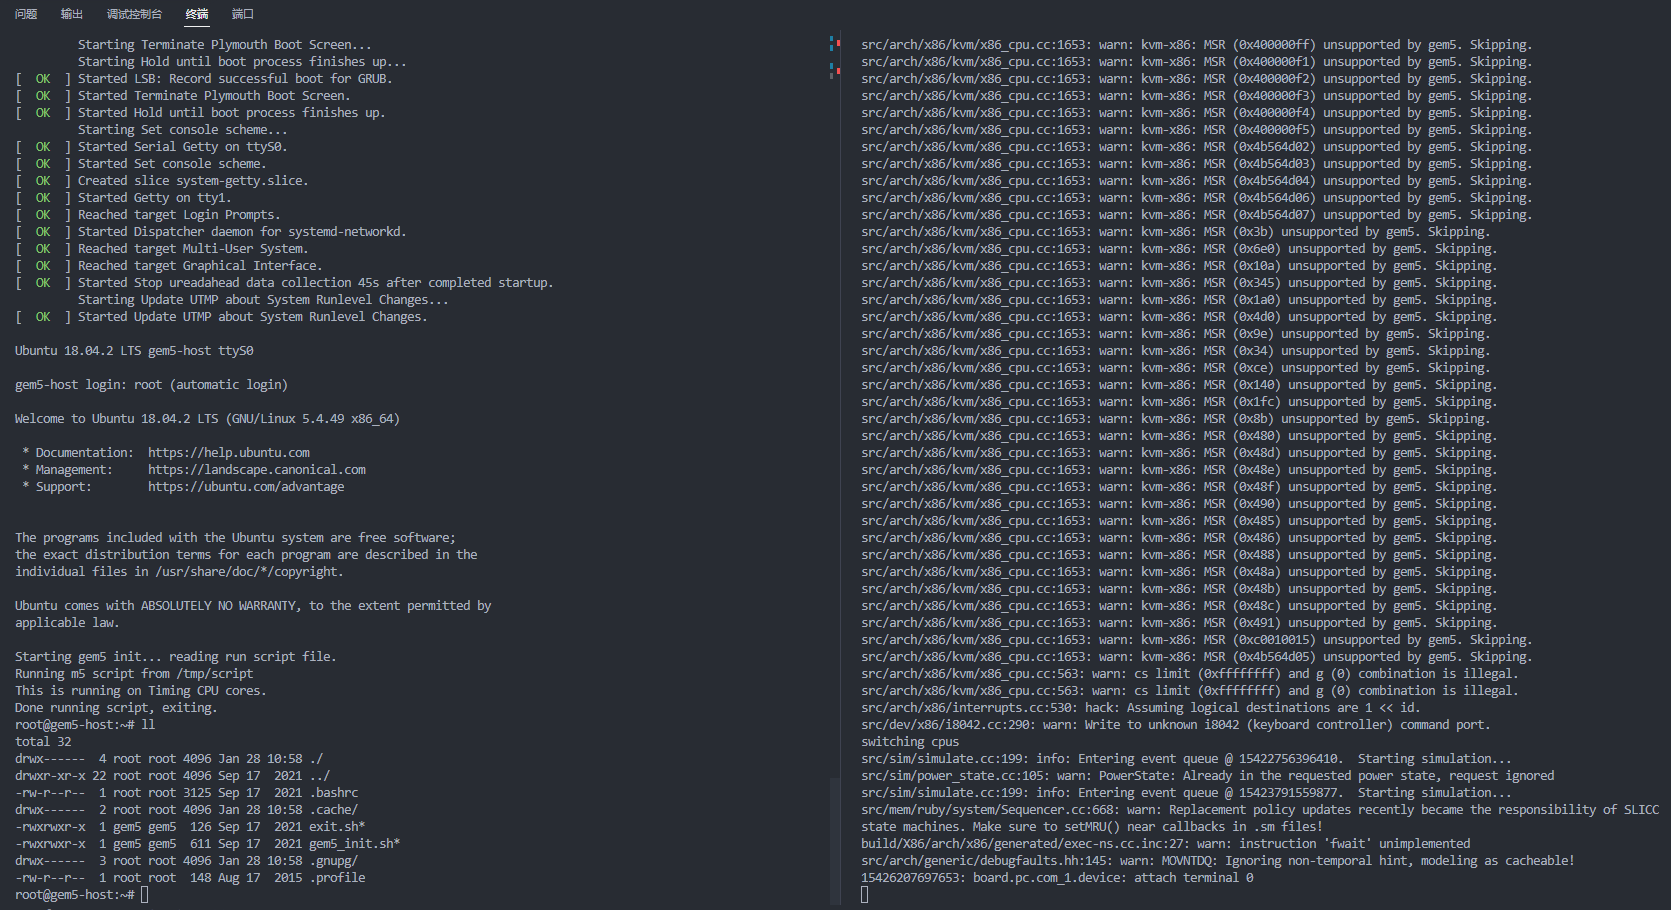 问题 输出 调试控制台 终端 端口
Starting Terminate Plymouth Boot Screen...
Starting Hold until boot process finishes up...
[  OK  ] Started LSB: Record successful boot for GRUB.
[  OK  ] Started Terminate Plymouth Boot Screen.
[  OK  ] Started Hold until boot process finishes up.
Starting Set console scheme...
[  OK  ] Started Serial Getty on ttyS0.
[  OK  ] Started Set console scheme.
[  OK  ] Created slice system-getty.slice.
[  OK  ] Started Getty on tty1.
[  OK  ] Reached target Login Prompts.
[  OK  ] Started Dispatcher daemon for systemd-networkd.
[  OK  ] Reached target Multi-User System.
[  OK  ] Reached target Graphical Interface.
[  OK  ] Started Stop ureadahead data collection 45s after completed startup.
Starting Update UTMP about System Runlevel Changes...
[  OK  ] Started Update UTMP about System Runlevel Changes.
Ubuntu 18.04.2 LTS gem5-host ttyS0
gem5-host login: root (automatic login)
Welcome to Ubuntu 18.04.2 LTS (GNU/Linux 5.4.49 x86_64)
* Documentation:  https://help.ubuntu.com
* Management:     https://landscape.canonical.com
* Support:        https://ubuntu.com/advantage
The programs included with the Ubuntu system are free software;
the exact distribution terms for each program are described in the
individual files in /usr/share/doc/*/copyright.
Ubuntu comes with ABSOLUTELY NO WARRANTY, to the extent permitted by
applicable law.
Starting gem5 init... reading run script file.
Running m5 script from /tmp/script
This is running on Timing CPU cores.
Done running script, exiting.
root@gem5-host:~# ll
total 32
drwx------  4 root root 4096 Jan 28 10:58 ./
drwxr-xr-x 22 root root 4096 Sep 17  2021 ../
-rw-r--r--  1 root root 3125 Sep 17  2021 .bashrc
drwx------  2 root root 4096 Jan 28 10:58 .cache/
-rwxrwxr-x  1 gem5 gem5  126 Sep 17  2021 exit.sh*
-rwxrwxr-x  1 gem5 gem5  611 Sep 17  2021 gem5_init.sh*
drwx------  3 root root 4096 Jan 28 10:58 .gnupg/
-rw-r--r--  1 root root  148 Aug 17  2015 .profile
root@gem5-host:~#
src/arch/x86/kvm/x86_cpu.cc:1653: warn: kvm-x86: MSR (0x400000ff) unsupported by gem5. Skipping.
src/arch/x86/kvm/x86_cpu.cc:1653: warn: kvm-x86: MSR (0x400000f1) unsupported by gem5. Skipping.
src/arch/x86/kvm/x86_cpu.cc:1653: warn: kvm-x86: MSR (0x400000f2) unsupported by gem5. Skipping.
src/arch/x86/kvm/x86_cpu.cc:1653: warn: kvm-x86: MSR (0x400000f3) unsupported by gem5. Skipping.
src/arch/x86/kvm/x86_cpu.cc:1653: warn: kvm-x86: MSR (0x400000f4) unsupported by gem5. Skipping.
src/arch/x86/kvm/x86_cpu.cc:1653: warn: kvm-x86: MSR (0x400000f5) unsupported by gem5. Skipping.
src/arch/x86/kvm/x86_cpu.cc:1653: warn: kvm-x86: MSR (0x4b564d02) unsupported by gem5. Skipping.
src/arch/x86/kvm/x86_cpu.cc:1653: warn: kvm-x86: MSR (0x4b564d03) unsupported by gem5. Skipping.
src/arch/x86/kvm/x86_cpu.cc:1653: warn: kvm-x86: MSR (0x4b564d04) unsupported by gem5. Skipping.
src/arch/x86/kvm/x86_cpu.cc:1653: warn: kvm-x86: MSR (0x4b564d06) unsupported by gem5. Skipping.
src/arch/x86/kvm/x86_cpu.cc:1653: warn: kvm-x86: MSR (0x4b564d07) unsupported by gem5. Skipping.
src/arch/x86/kvm/x86_cpu.cc:1653: warn: kvm-x86: MSR (0x3b) unsupported by gem5. Skipping.
src/arch/x86/kvm/x86_cpu.cc:1653: warn: kvm-x86: MSR (0x6e0) unsupported by gem5. Skipping.
src/arch/x86/kvm/x86_cpu.cc:1653: warn: kvm-x86: MSR (0x10a) unsupported by gem5. Skipping.
src/arch/x86/kvm/x86_cpu.cc:1653: warn: kvm-x86: MSR (0x345) unsupported by gem5. Skipping.
src/arch/x86/kvm/x86_cpu.cc:1653: warn: kvm-x86: MSR (0x1a0) unsupported by gem5. Skipping.
src/arch/x86/kvm/x86_cpu.cc:1653: warn: kvm-x86: MSR (0x4d0) unsupported by gem5. Skipping.
src/arch/x86/kvm/x86_cpu.cc:1653: warn: kvm-x86: MSR (0x9e) unsupported by gem5. Skipping.
src/arch/x86/kvm/x86_cpu.cc:1653: warn: kvm-x86: MSR (0x34) unsupported by gem5. Skipping.
src/arch/x86/kvm/x86_cpu.cc:1653: warn: kvm-x86: MSR (0xce) unsupported by gem5. Skipping.
src/arch/x86/kvm/x86_cpu.cc:1653: warn: kvm-x86: MSR (0x140) unsupported by gem5. Skipping.
src/arch/x86/kvm/x86_cpu.cc:1653: warn: kvm-x86: MSR (0x1fc) unsupported by gem5. Skipping.
src/arch/x86/kvm/x86_cpu.cc:1653: warn: kvm-x86: MSR (0x8b) unsupported by gem5. Skipping.
src/arch/x86/kvm/x86_cpu.cc:1653: warn: kvm-x86: MSR (0x480) unsupported by gem5. Skipping.
src/arch/x86/kvm/x86_cpu.cc:1653: warn: kvm-x86: MSR (0x48d) unsupported by gem5. Skipping.
src/arch/x86/kvm/x86_cpu.cc:1653: warn: kvm-x86: MSR (0x48e) unsupported by gem5. Skipping.
src/arch/x86/kvm/x86_cpu.cc:1653: warn: kvm-x86: MSR (0x48f) unsupported by gem5. Skipping.
src/arch/x86/kvm/x86_cpu.cc:1653: warn: kvm-x86: MSR (0x490) unsupported by gem5. Skipping.
src/arch/x86/kvm/x86_cpu.cc:1653: warn: kvm-x86: MSR (0x485) unsupported by gem5. Skipping.
src/arch/x86/kvm/x86_cpu.cc:1653: warn: kvm-x86: MSR (0x486) unsupported by gem5. Skipping.
src/arch/x86/kvm/x86_cpu.cc:1653: warn: kvm-x86: MSR (0x488) unsupported by gem5. Skipping.
src/arch/x86/kvm/x86_cpu.cc:1653: warn: kvm-x86: MSR (0x48a) unsupported by gem5. Skipping.
src/arch/x86/kvm/x86_cpu.cc:1653: warn: kvm-x86: MSR (0x48b) unsupported by gem5. Skipping.
src/arch/x86/kvm/x86_cpu.cc:1653: warn: kvm-x86: MSR (0x48c) unsupported by gem5. Skipping.
src/arch/x86/kvm/x86_cpu.cc:1653: warn: kvm-x86: MSR (0x491) unsupported by gem5. Skipping.
src/arch/x86/kvm/x86_cpu.cc:1653: warn: kvm-x86: MSR (0xc0010015) unsupported by gem5. Skipping.
src/arch/x86/kvm/x86_cpu.cc:1653: warn: kvm-x86: MSR (0x4b564d05) unsupported by gem5. Skipping.
src/arch/x86/kvm/x86_cpu.cc:563: warn: cs limit (0xffffffff) and g (0) combination is illegal.
src/arch/x86/kvm/x86_cpu.cc:563: warn: cs limit (0xffffffff) and g (0) combination is illegal.
src/arch/x86/interrupts.cc:530: hack: Assuming logical destinations are 1 << id.
src/dev/x86/i8042.cc:290: warn: Write to unknown i8042 (keyboard controller) command port.
switching cpus
src/sim/simulate.cc:199: info: Entering event queue @ 15422756396410.  Starting simulation...
src/sim/power_state.cc:105: warn: PowerState: Already in the requested power state, request ignored
src/sim/simulate.cc:199: info: Entering event queue @ 15423791559877.  Starting simulation...
src/mem/ruby/system/Sequencer.cc:668: warn: Replacement policy updates recently became the responsibility of SLICC
state machines. Make sure to setMRU() near callbacks in .sm files!
build/X86/arch/x86/generated/exec-ns.cc.inc:27: warn: instruction 'fwait' unimplemented
src/arch/generic/debugfaults.hh:145: warn: MOVNTDQ: Ignoring non-temporal hint, modeling as cacheable!
15426207697653: board.pc.com_1.device: attach terminal 0